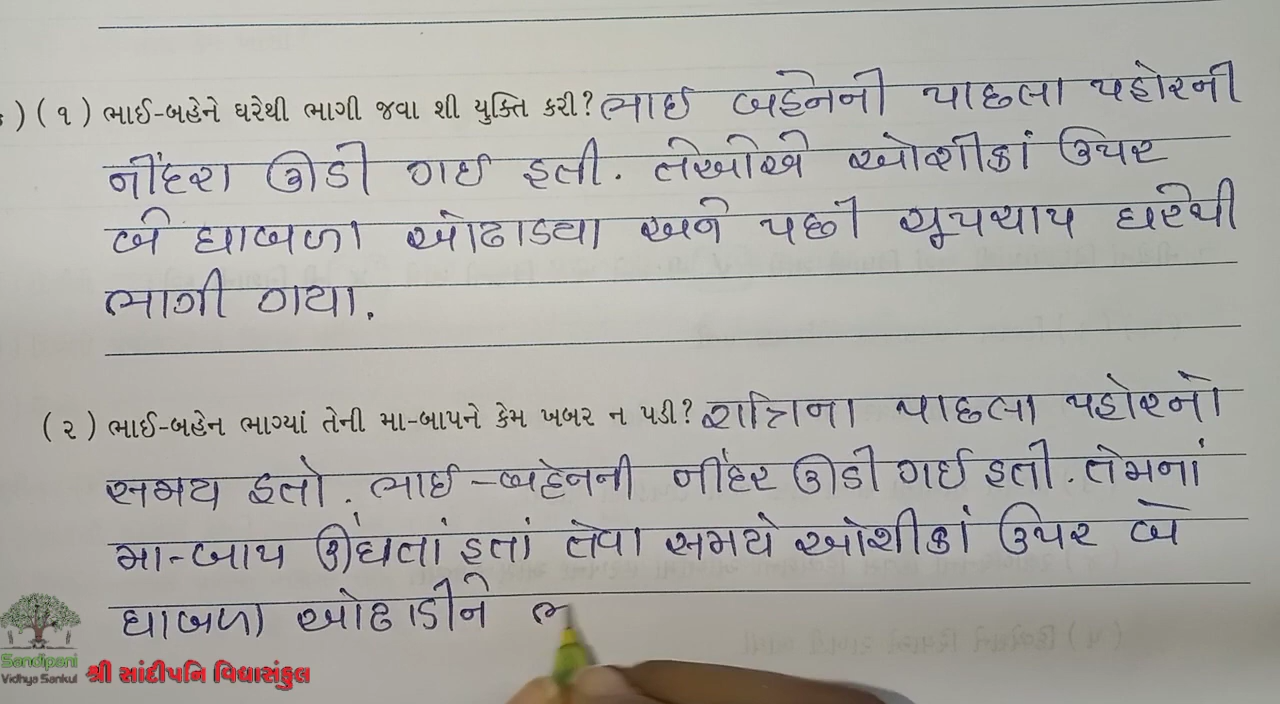 ) (૧) ભાઈ-બહેને ઘરેથી ભાગી જવા શી યુક્તિ કરી? ભાઈ બહેનની પાછલા પહોરની
નીંદરા ઊડી ગઈ હતી. તેઓએ ઓશીકાં ઉપર
બે ધાબળા ઓઢાડ્યા અને પછી ચૂપચાપ ઘરેથી
ભાગી ગયા.
(૨) ભાઈ-બહેન ભાગ્યાં તેની મા-બાપને કેમ ખબર ન પડી? રાત્રિના પાછલા પહોરનો
સમય હતો. ભાઈ-બહેનની નીંદર ઊડી ગઈ હતી. તેમનાં
મા-બાપ ઊંઘતાં હતાં તેવા સમયે ઓશીકાં ઉપર બે
ધાબળા ઓઢાડીને ભ
Sandipani
Vidhya Sankul
શ્રી સાંદીપનિ વિદ્યાસંકુલ